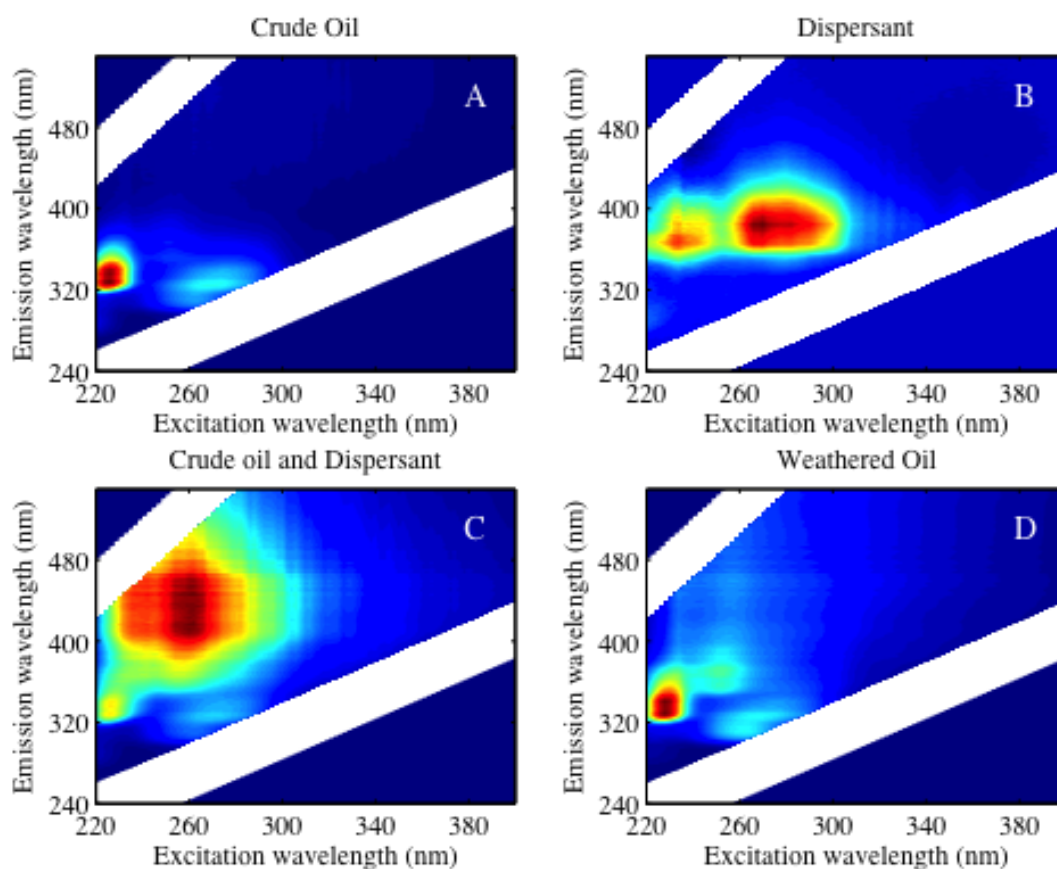 Crude Oil
Dispersant
Emission wavelength (nm)
480
400
320
240
A
220 260 300 340 380
Excitation wavelength (nm)
Emission wavelength (nm)
480
400
320
240
B
220 260 300 340 380
Excitation wavelength (nm)
Crude oil and Dispersant
Weathered Oil
Emission wavelength (nm)
480
400
320
240
C
220 260 300 340 380
Excitation wavelength (nm)
Emission wavelength (nm)
480
400
320
240
D
220 260 300 340 380
Excitation wavelength (nm)